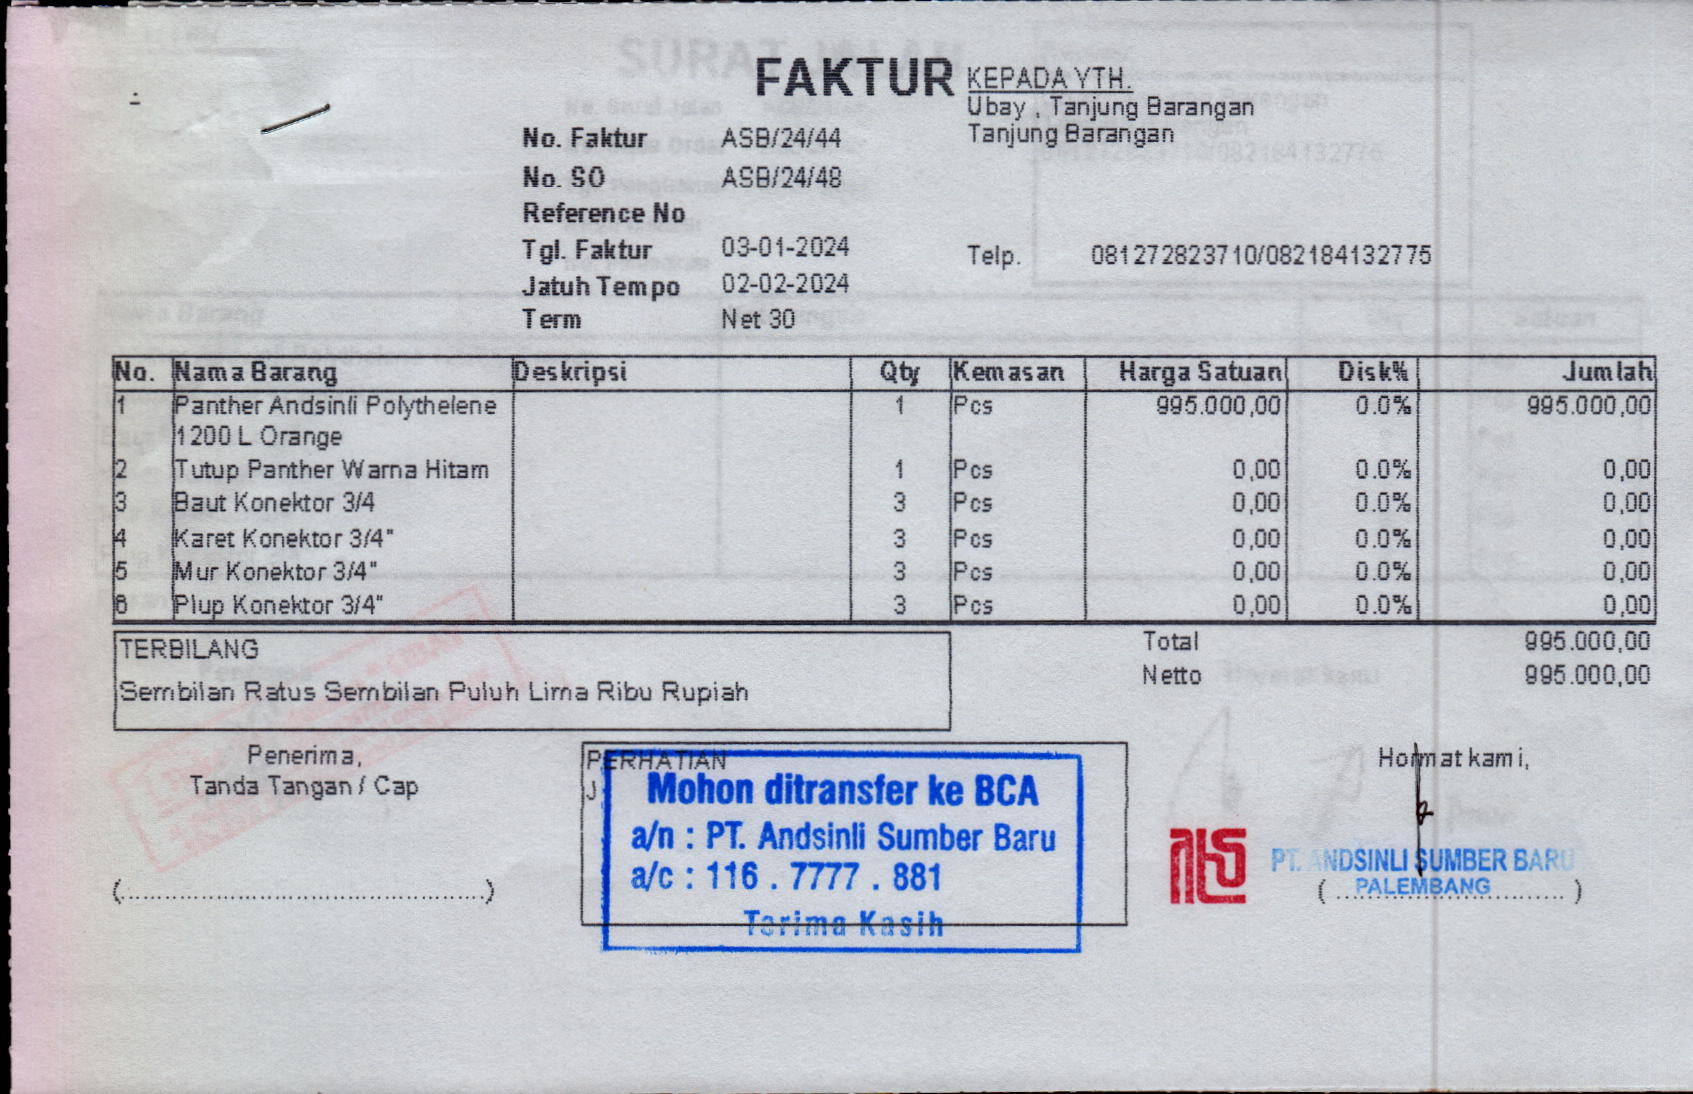 FAKTUR
KEPADA YTH.
Ubay , Tanjung Barangan
Tanjung Barangan
No. Faktur ASB/24/44
No. SO ASB/24/48
Reference No
Tgl. Faktur 03-01-2024
Telp. 081272823710/082184132775
Jatuh Tempo 02-02-2024
Term Net 30
No. Nama Barang Deskripsi Qty Kemasan Harga Satuan Disk% Jumlah
1 Panther Andsinli Polythelene 1 Pcs 995.000,00 0.0% 995.000,00
1200 L Orange
2 Tutup Panther Warna Hitam 1 Pcs 0,00 0.0% 0,00
3 Baut Konektor 3/4 3 Pcs 0,00 0.0% 0,00
4 Karet Konektor 3/4" 3 Pcs 0,00 0.0% 0,00
5 Mur Konektor 3/4" 3 Pcs 0,00 0.0% 0,00
6 Plup Konektor 3/4" 3 Pcs 0,00 0.0% 0,00
TERBILANG
Sembilan Ratus Sembilan Puluh Lima Ribu Rupiah
Total 995.000,00
Netto 995.000,00
Penerima,
Tanda Tangan / Cap
(................................................)
PERHATIAN
J
Mohon ditransfer ke BCA
a/n : PT. Andsinli Sumber Baru
a/c : 116 . 7777 . 881
Terima Kasih
Hormat kami,
PT. ANDSINLI SUMBER BARU
PALEMBANG
(..............................)